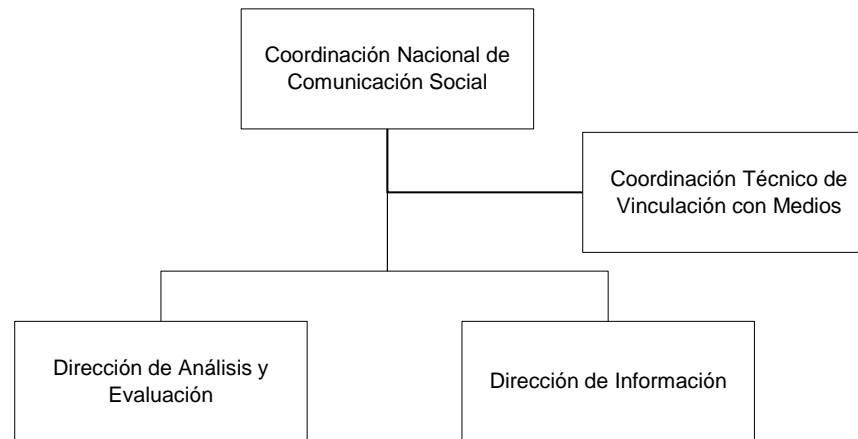 Coordinación Nacional de
Comunicación Social
Coordinación Técnico de
Vinculación con Medios
Dirección de Análisis y
Evaluación
Dirección de Información